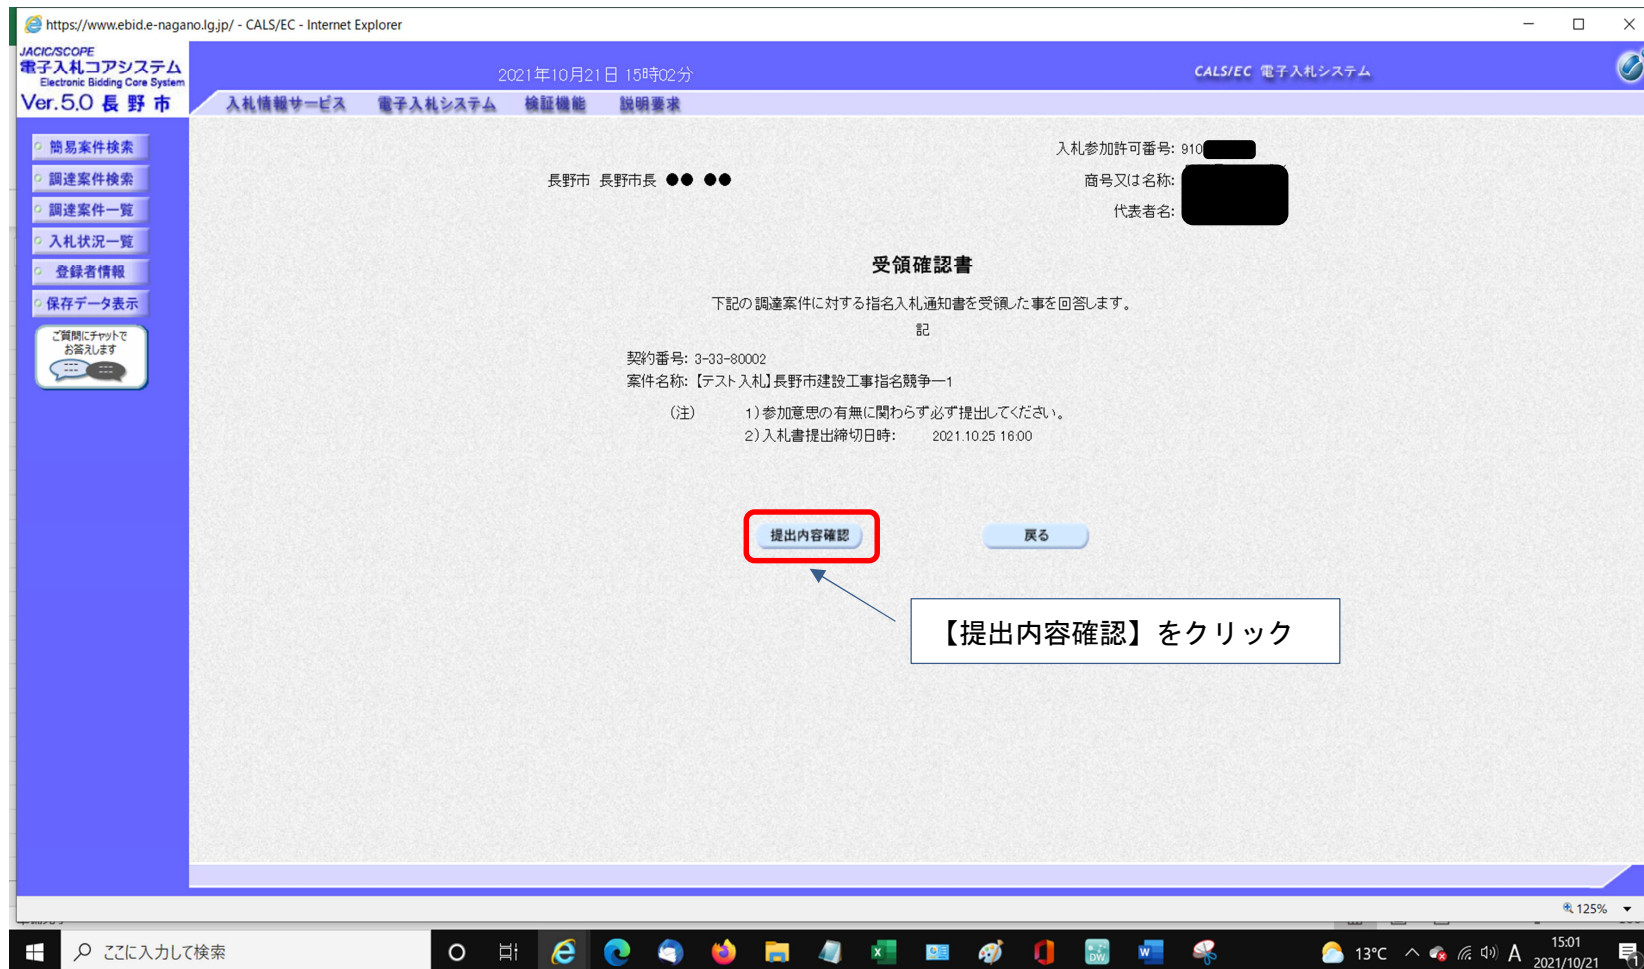 https://www.ebid.e-nagano.lg.jp/ - CALS/EC - Internet Explorer
JACIC/SCOPE
電子入札コアシステム
Electronic Bidding Core System
Ver.5.0 長野市
2021年10月21日 15時02分
CALS/EC 電子入札システム
入札情報サービス 電子入札システム 検証機能 説明要求
簡易案件検索
調達案件検索
調達案件一覧
入札状況一覧
登録者情報
保存データ表示
ご質問にチャットで
お答えします
入札参加許可番号: 910
長野市 長野市長 ●● ●●
商号又は名称:
代表者名:
受領確認書
下記の調達案件に対する指名入札通知書を受領した事を回答します。
記
契約番号: 3-33-80002
案件名称:【テスト入札】長野市建設工事指名競争―1
(注) 1)参加意思の有無に関わらず必ず提出してください。
2)入札書提出締切日時: 2021.10.25 16:00
提出内容確認 戻る
【提出内容確認】をクリック
125%
ここに入力して検索
13℃
A
15:01
2021/10/21
1